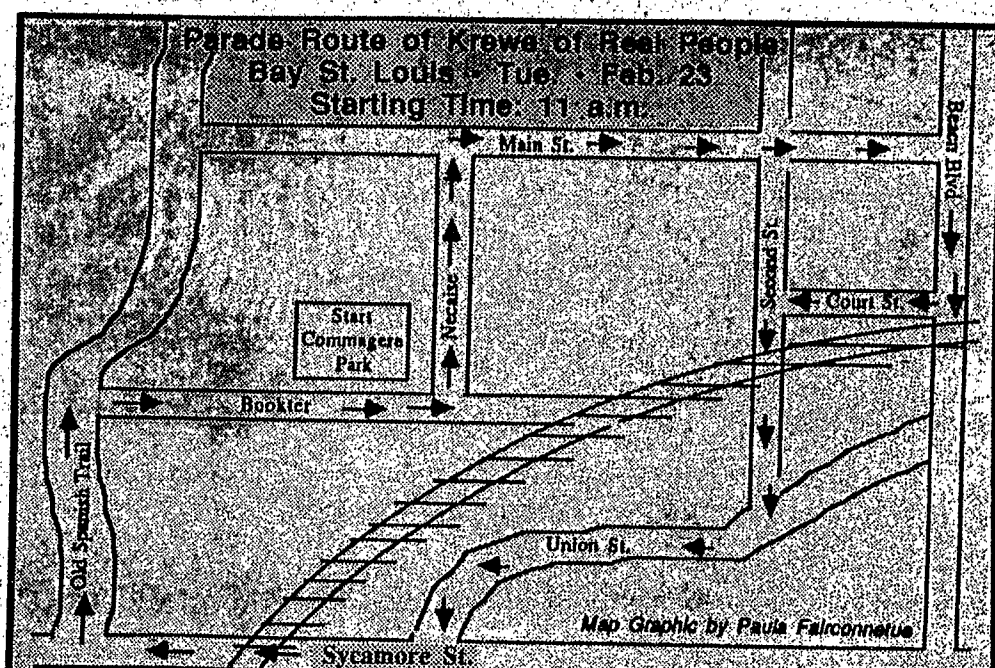 Parade Route of Krewe of Real People
Bay St. Louis - Tue. - Feb. 23
Starting Time: 11 a.m.
Main St.
Beach Blvd
Second St.
Necaise
Court St
Start
Commagere
Park
Bookter
Old Spanish Trail
Union St.
Map Graphic by Paula Fairconnetue
Sycamore St.